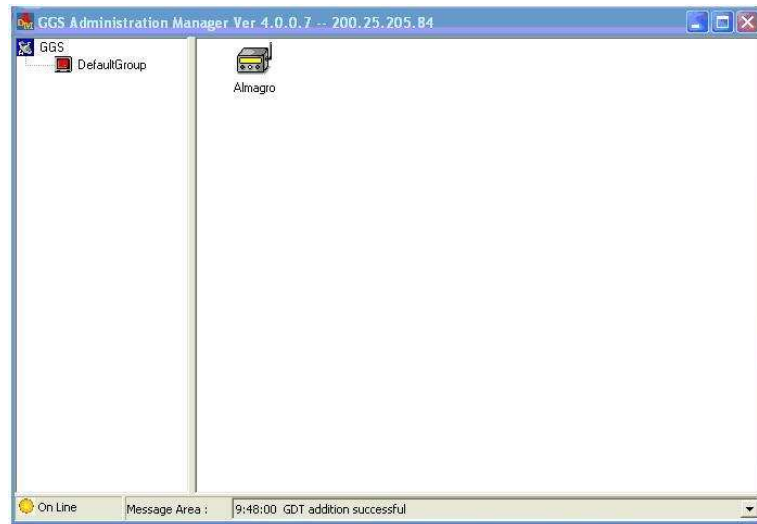 GGS Administration Manager Ver 4.0.0.7 -- 200.25.205.84
GGS
DefaultGroup
Almagro
On Line
Message Area :
9:48:00 GDT addition successful